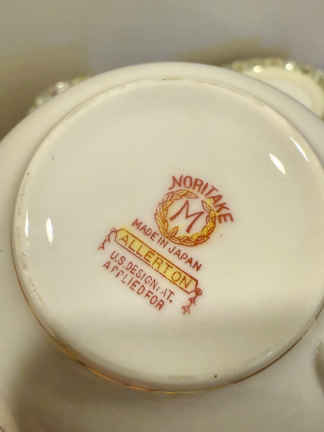 NORITAKE
M
MADE IN JAPAN
ALLERTON
U.S. DESIGN. PAT.
APPLIED FOR